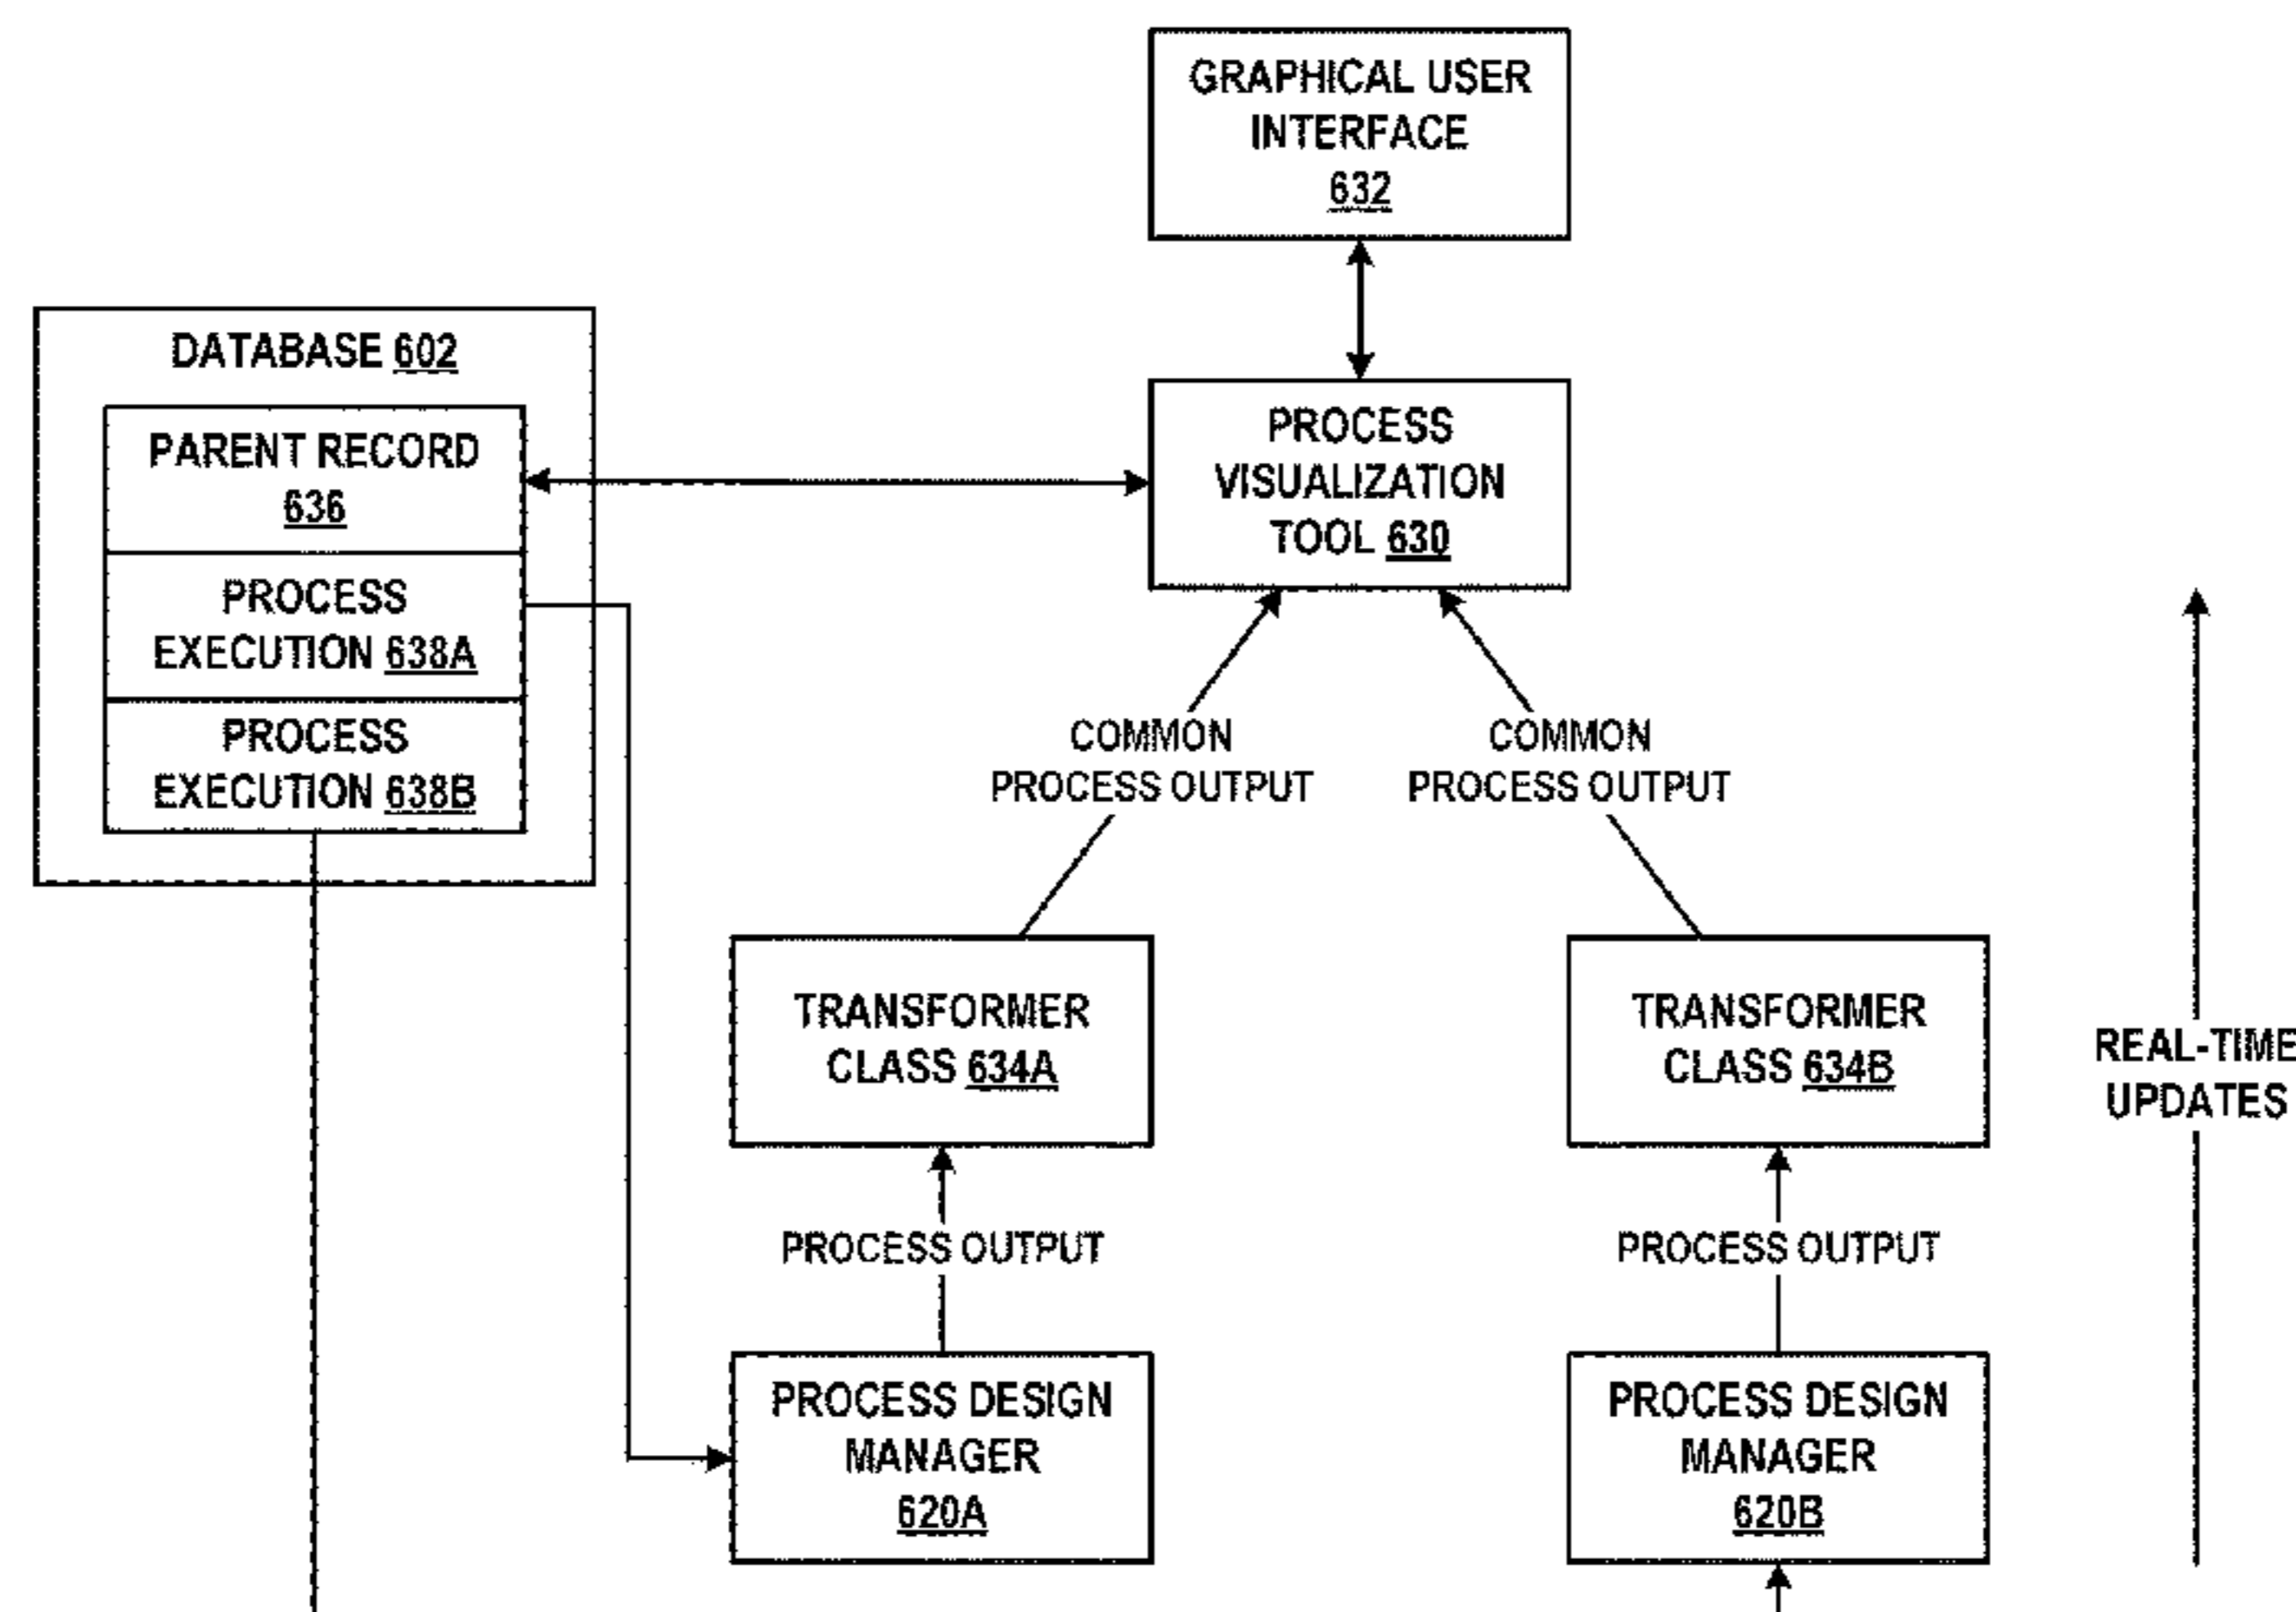 GRAPHICAL USER
INTERFACE
632
DATABASE 602
PARENT RECORD
636
PROCESS
EXECUTION 638A
PROCESS
EXECUTION 638B
PROCESS
VISUALIZATION
TOOL 630
COMMON
PROCESS OUTPUT
COMMON
PROCESS OUTPUT
TRANSFORMER
CLASS 634A
TRANSFORMER
CLASS 634B
REAL-TIME
UPDATES
PROCESS OUTPUT
PROCESS OUTPUT
PROCESS DESIGN
MANAGER
620A
PROCESS DESIGN
MANAGER
620B